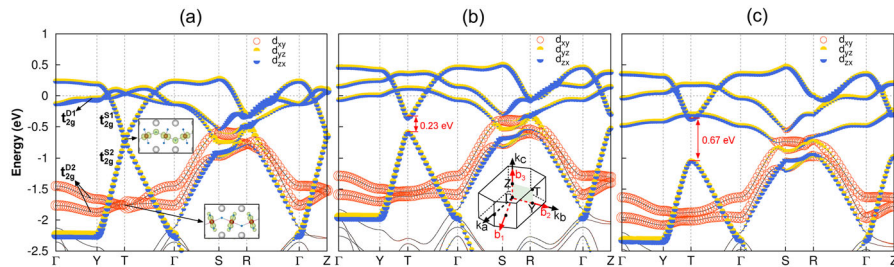 (a)
(b)
(c)
Energy (eV)
1
0.5
0
-0.5
-1
-1.5
-2
-2.5
d_xy
d_yz
d_zx
d_xy
d_yz
d_zx
d_xy
d_yz
d_zx
t_2g^D1
t_2g^S1
t_2g^S2
t_2g^D2
0.23 eV
0.67 eV
k_c
b_3
Z
T
Γ
Y
k_a
b_1
b_2
k_b
Γ Y T Γ S R Γ Z
Γ Y T Γ S R Γ Z
Γ Y T Γ S R Γ Z